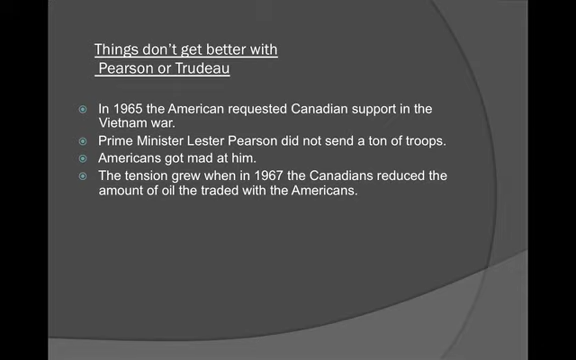 Things don't get better with
Pearson or Trudeau
In 1965 the American requested Canadian support in the
Vietnam war.
Prime Minister Lester Pearson did not send a ton of troops.
Americans got mad at him.
The tension grew when in 1967 the Canadians reduced the
amount of oil the traded with the Americans.